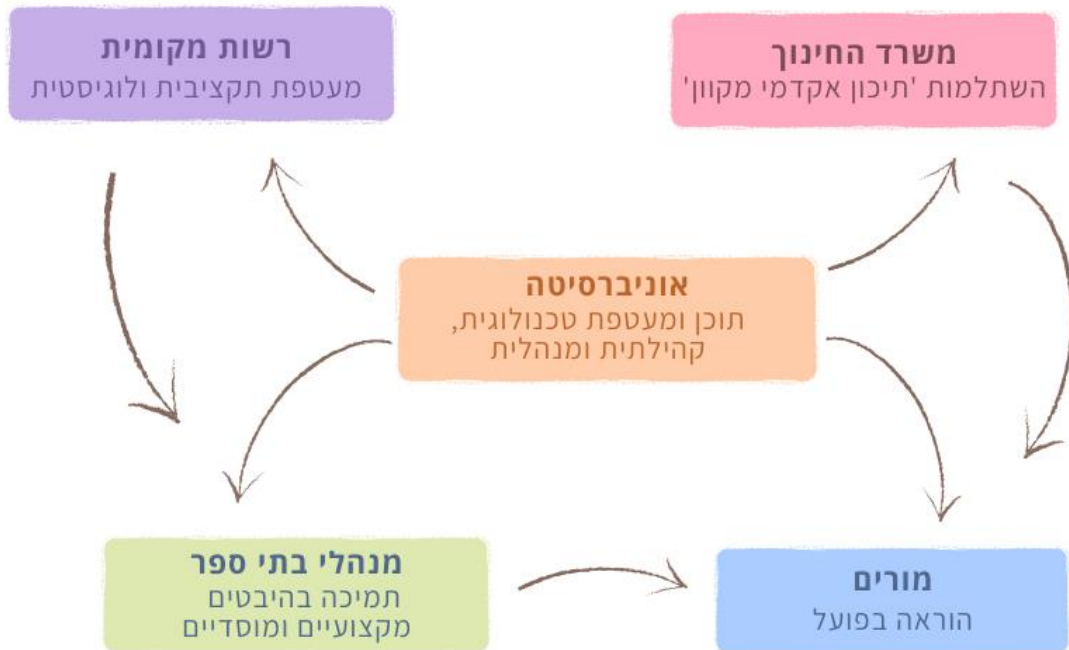 משרד החינוך
השתלמות 'תיכון אקדמי מקוון'
רשות מקומית
מעטפת תקציבית ולוגיסטית
אוניברסיטה
תוכן ומעטפת טכנולוגית,
קהילתית ומנהלית
מורים
הוראה בפועל
מנהלי בתי ספר
תמיכה בהיבטים
מקצועיים ומוסדיים